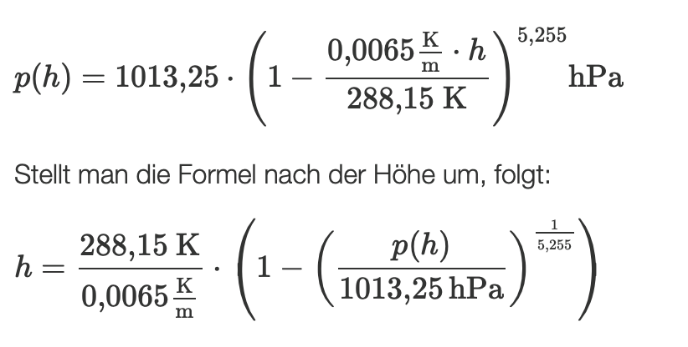 p(h) = 1013,25 · (1 − (0,0065 K/m · h) / (288,15 K))^5,255 hPa
Stellt man die Formel nach der Höhe um, folgt:
h = (288,15 K) / (0,0065 K/m) · (1 − (p(h) / (1013,25 hPa))^(1/5,255))